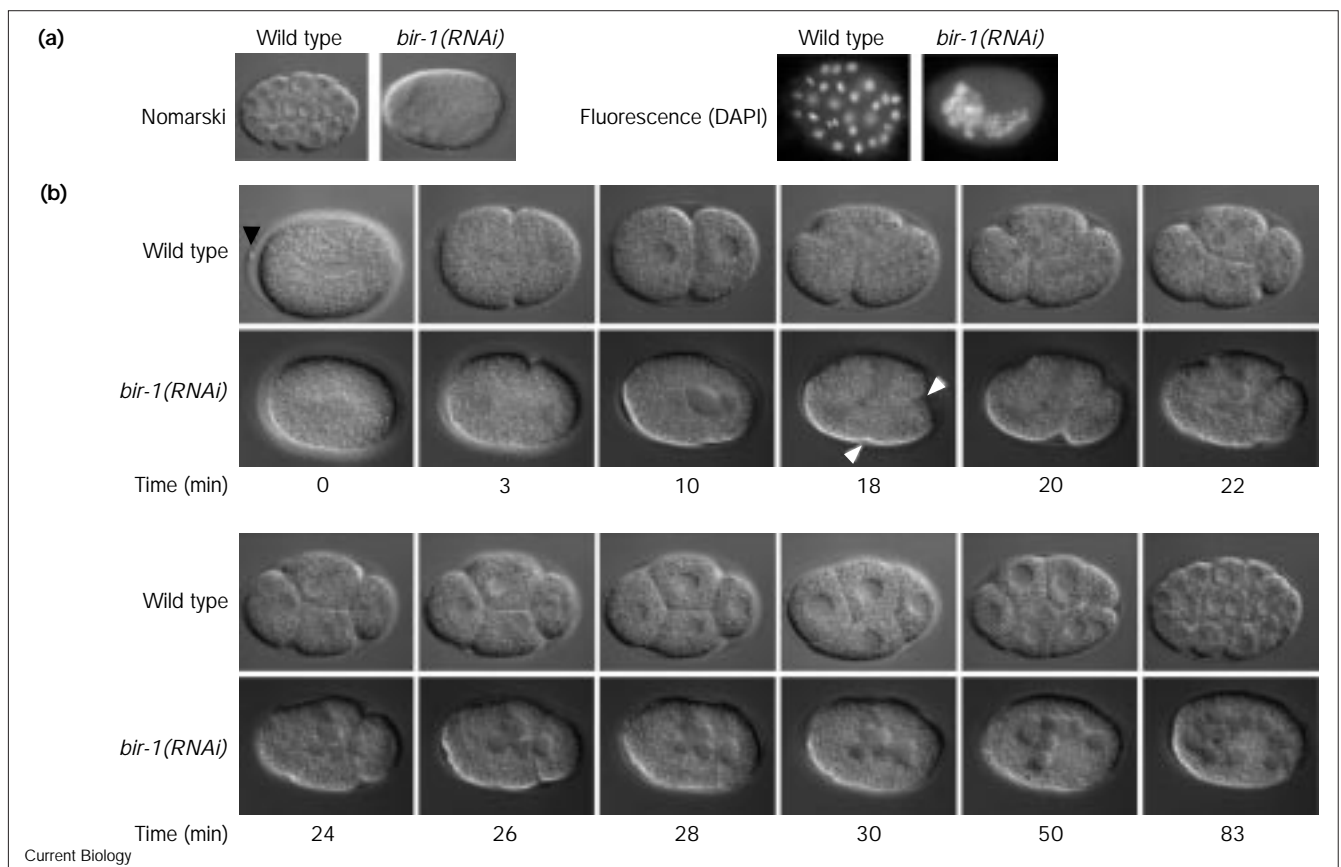 (a)
Wild type bir-1(RNAi) Wild type bir-1(RNAi)
Nomarski Fluorescence (DAPI)
(b)
Wild type
bir-1(RNAi)
Time (min) 0 3 10 18 20 22
Wild type
bir-1(RNAi)
Time (min) 24 26 28 30 50 83
Current Biology